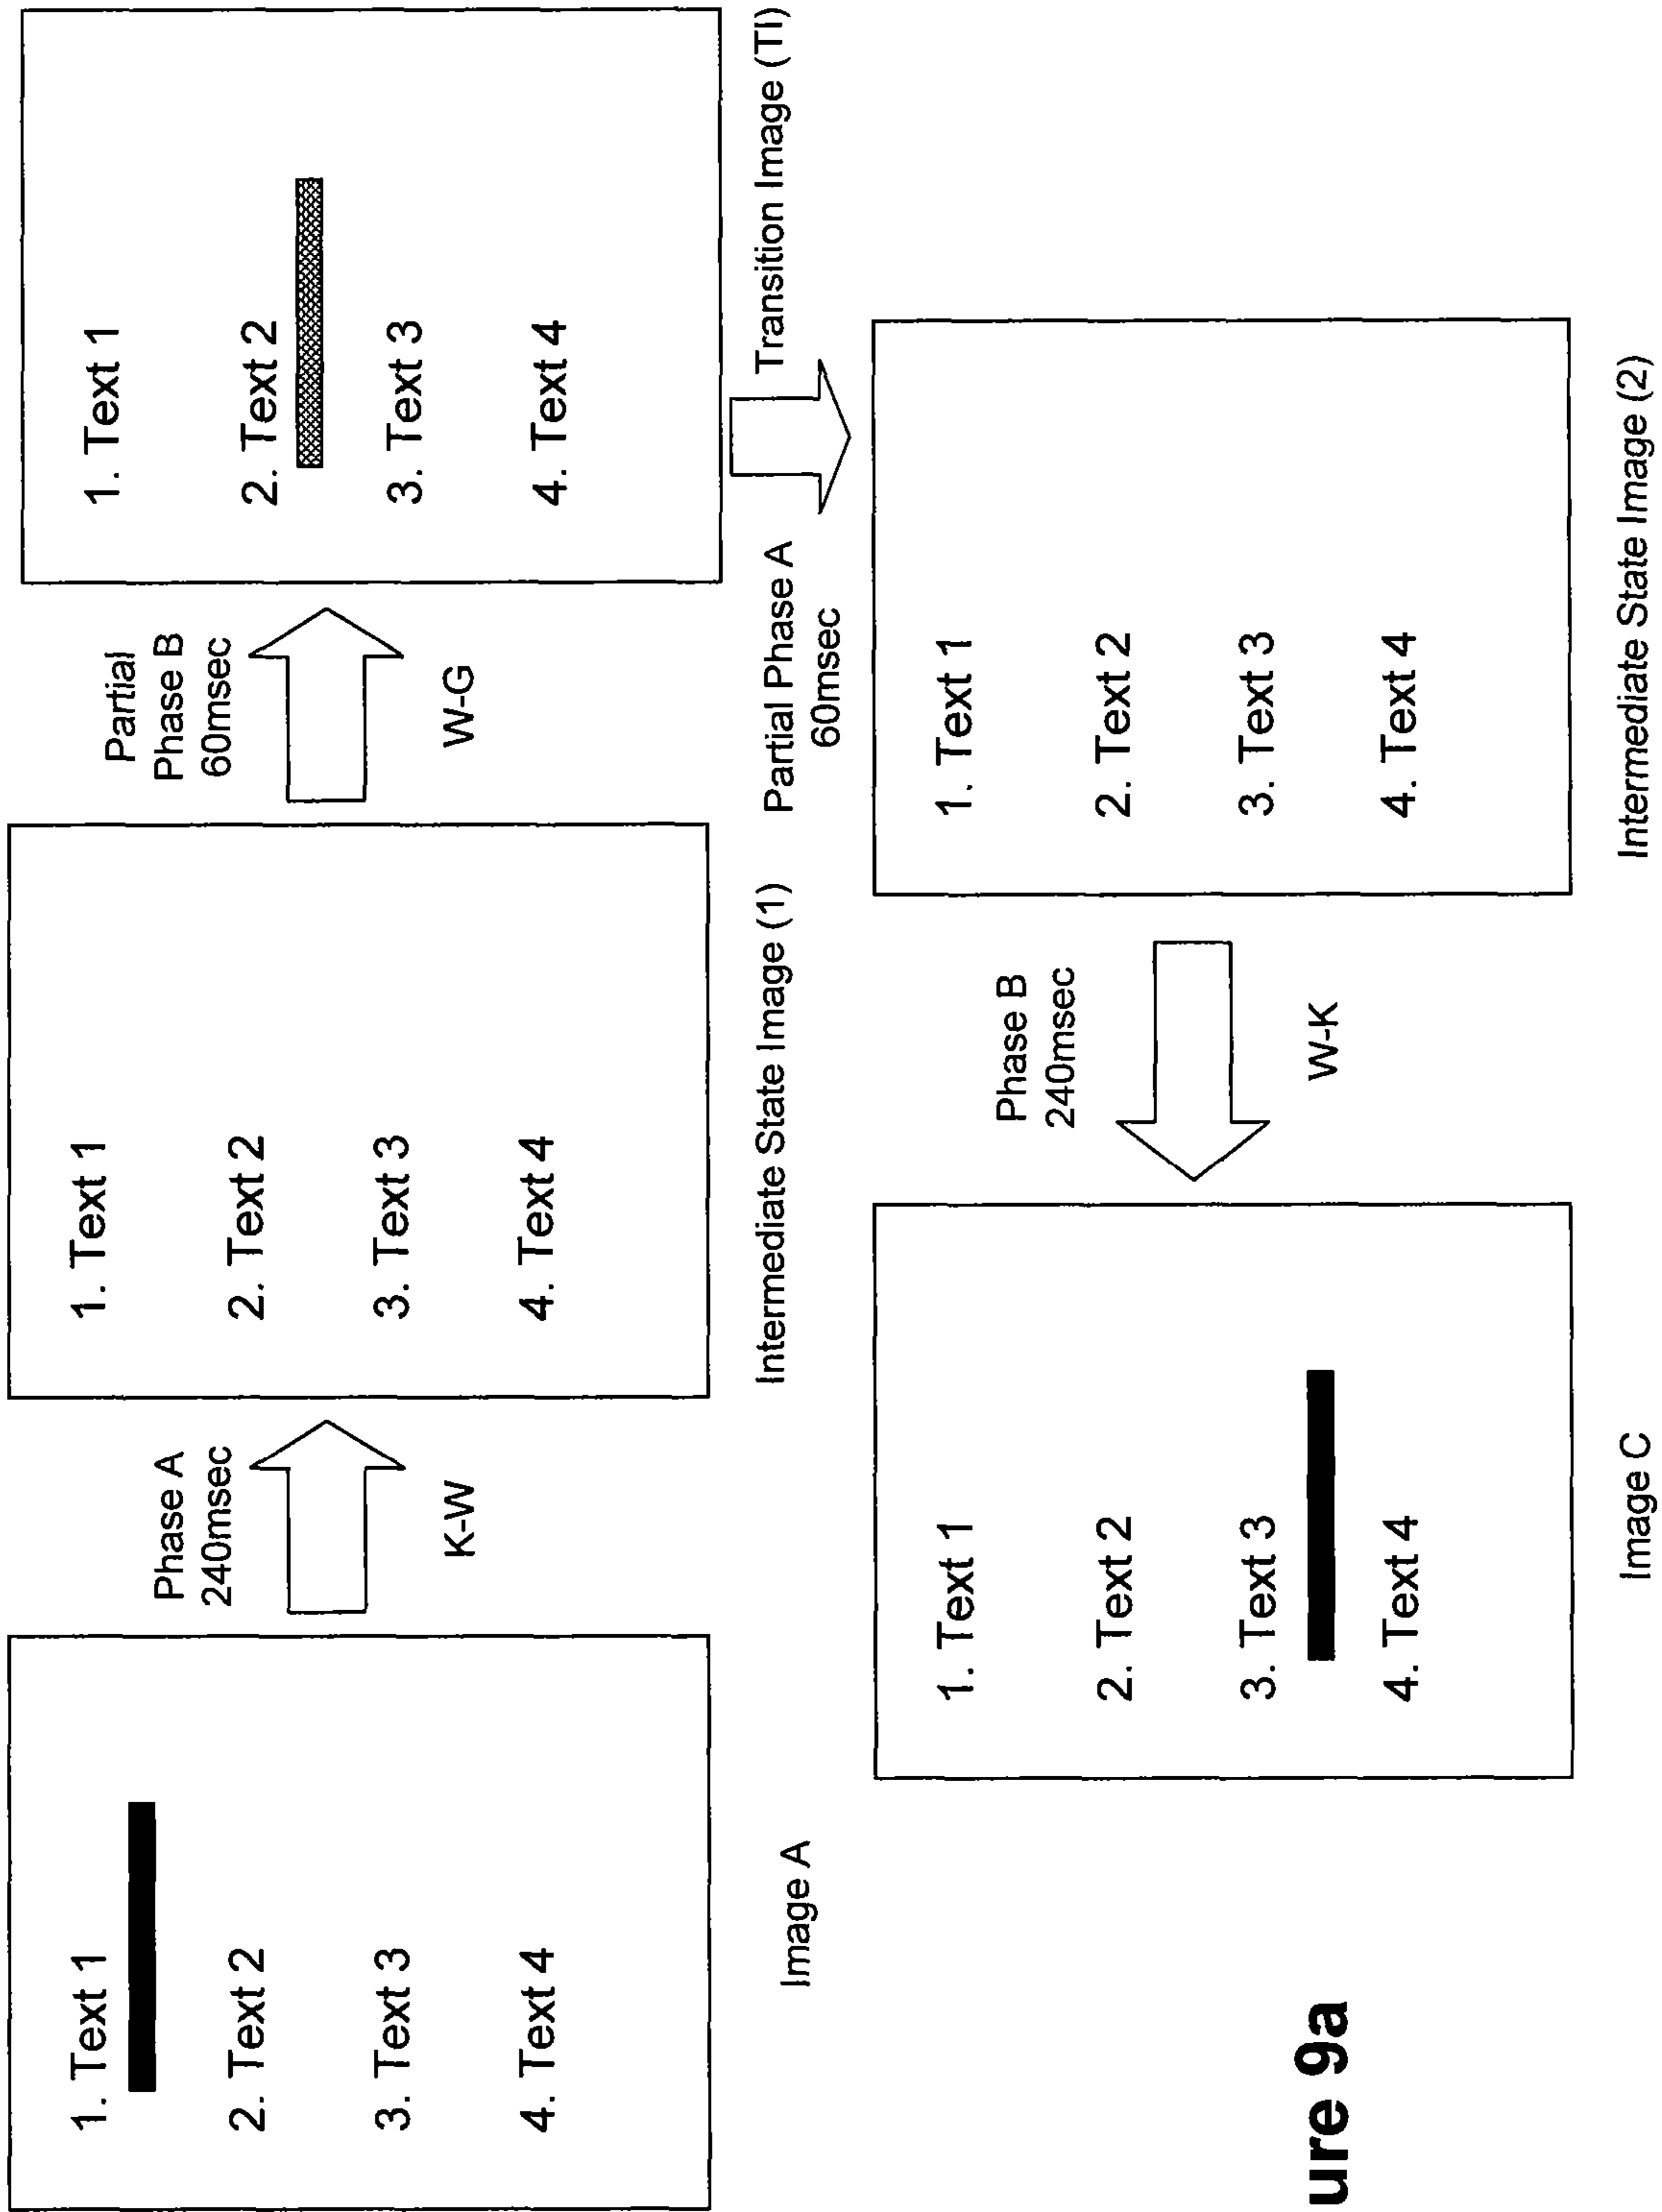 1. Text 1
2. Text 2
3. Text 3
4. Text 4
Image A
Phase A
240msec
K-W
1. Text 1
2. Text 2
3. Text 3
4. Text 4
Intermediate State Image (1)
Partial
Phase B
60msec
W-G
1. Text 1
2. Text 2
3. Text 3
4. Text 4
Transition Image (TI)
Partial Phase A
60msec
1. Text 1
2. Text 2
3. Text 3
4. Text 4
Intermediate State Image (2)
Phase B
240msec
W-K
1. Text 1
2. Text 2
3. Text 3
4. Text 4
Image C
ure 9a